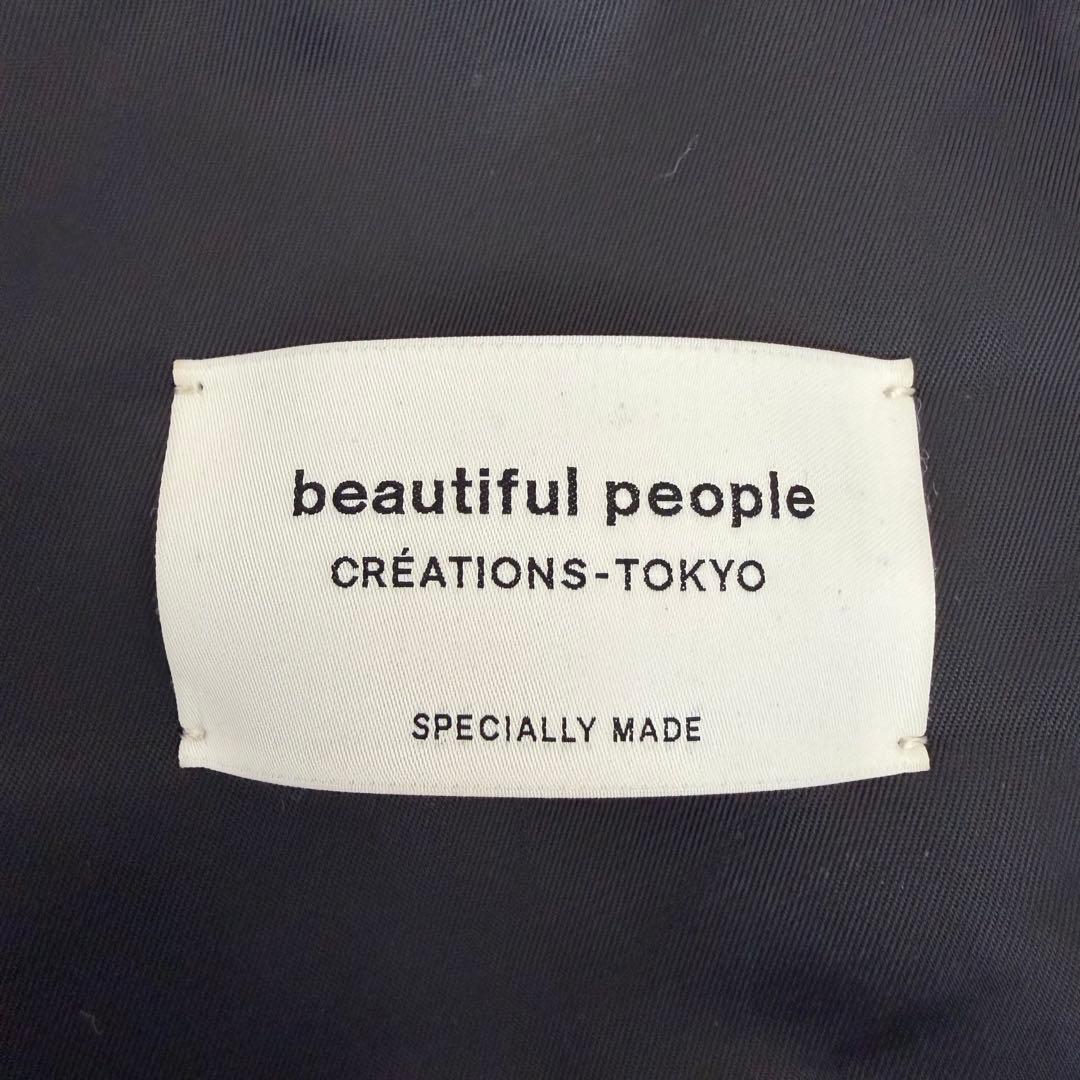 beautiful people
CRÉATIONS-TOKYO
SPECIALLY MADE